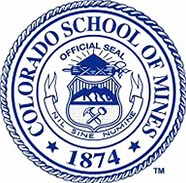 COLORADO SCHOOL OF MINES
OFFICIAL SEAL
NIL SINE NUMINE
1874
TM